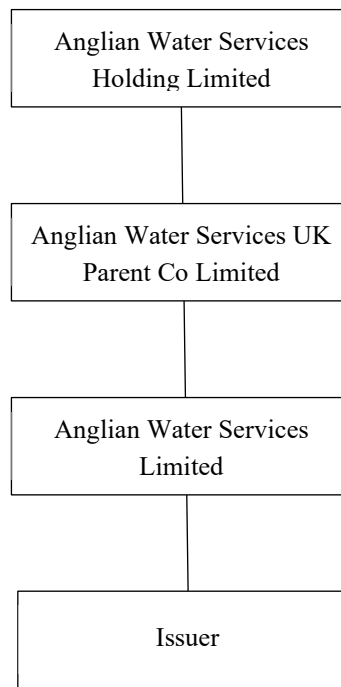 Anglian Water Services
Holding Limited
Anglian Water Services UK
Parent Co Limited
Anglian Water Services
Limited
Issuer